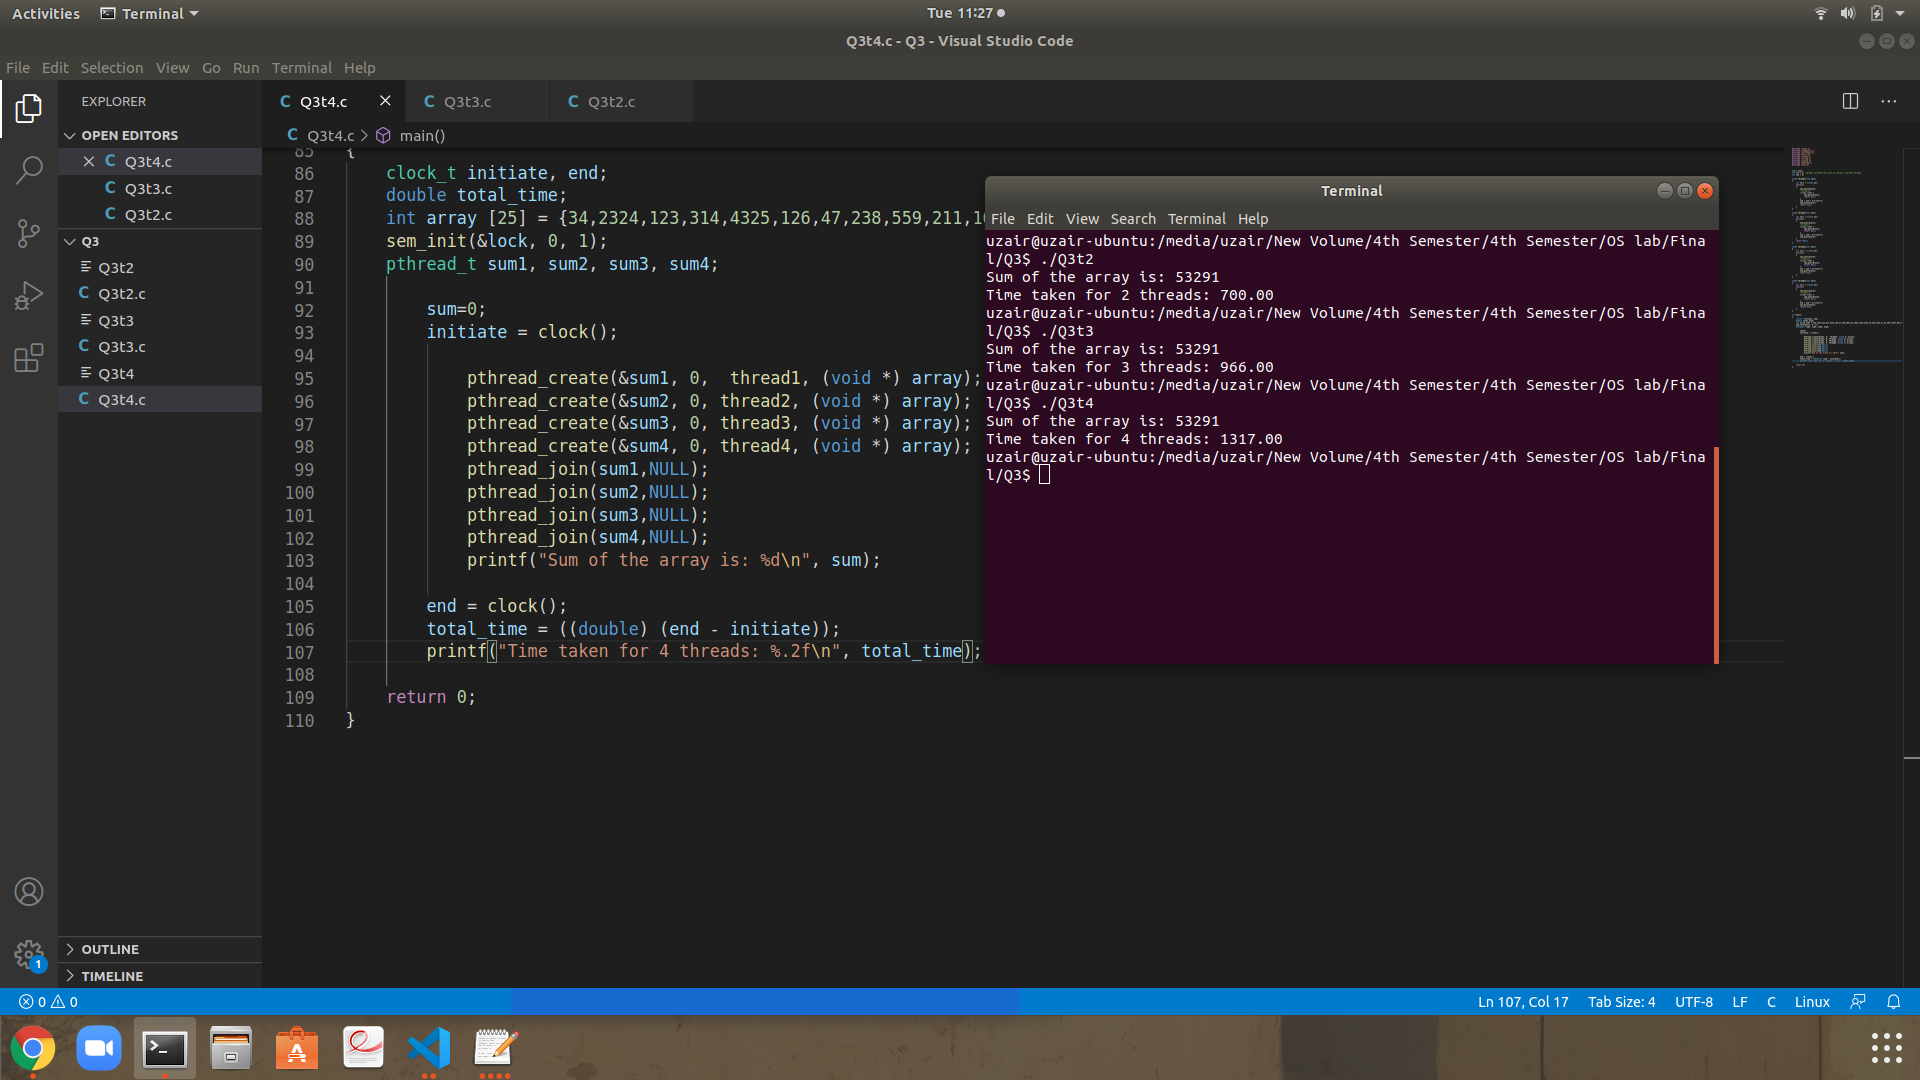 Activities Terminal Tue 11:27
Q3t4.c - Q3 - Visual Studio Code
File Edit Selection View Go Run Terminal Help
EXPLORER
OPEN EDITORS
Q3t4.c
Q3t3.c
Q3t2.c
Q3
Q3t2
Q3t2.c
Q3t3
Q3t3.c
Q3t4
Q3t4.c
OUTLINE
TIMELINE
1
Q3t4.c Q3t3.c Q3t2.c
Q3t4.c > main()
85 {
86 clock_t initiate, end;
87 double total_time;
88 int array [25] = {34,2324,123,314,4325,126,47,238,559,211,1
89 sem_init(&lock, 0, 1);
90 pthread_t sum1, sum2, sum3, sum4;
91
92 sum=0;
93 initiate = clock();
94
95 pthread_create(&sum1, 0,  thread1, (void *) array);
96 pthread_create(&sum2, 0, thread2, (void *) array);
97 pthread_create(&sum3, 0, thread3, (void *) array);
98 pthread_create(&sum4, 0, thread4, (void *) array);
99 pthread_join(sum1,NULL);
100 pthread_join(sum2,NULL);
101 pthread_join(sum3,NULL);
102 pthread_join(sum4,NULL);
103 printf("Sum of the array is: %d\n", sum);
104
105 end = clock();
106 total_time = ((double) (end - initiate));
107 printf("Time taken for 4 threads: %.2f\n", total_time);
108
109 return 0;
110 }
Terminal
File Edit View Search Terminal Help
uzair@uzair-ubuntu:/media/uzair/New Volume/4th Semester/4th Semester/OS lab/Fina
l/Q3$ ./Q3t2
Sum of the array is: 53291
Time taken for 2 threads: 700.00
uzair@uzair-ubuntu:/media/uzair/New Volume/4th Semester/4th Semester/OS lab/Fina
l/Q3$ ./Q3t3
Sum of the array is: 53291
Time taken for 3 threads: 966.00
uzair@uzair-ubuntu:/media/uzair/New Volume/4th Semester/4th Semester/OS lab/Fina
l/Q3$ ./Q3t4
Sum of the array is: 53291
Time taken for 4 threads: 1317.00
uzair@uzair-ubuntu:/media/uzair/New Volume/4th Semester/4th Semester/OS lab/Fina
l/Q3$
0 0 Ln 107, Col 17 Tab Size: 4 UTF-8 LF C Linux